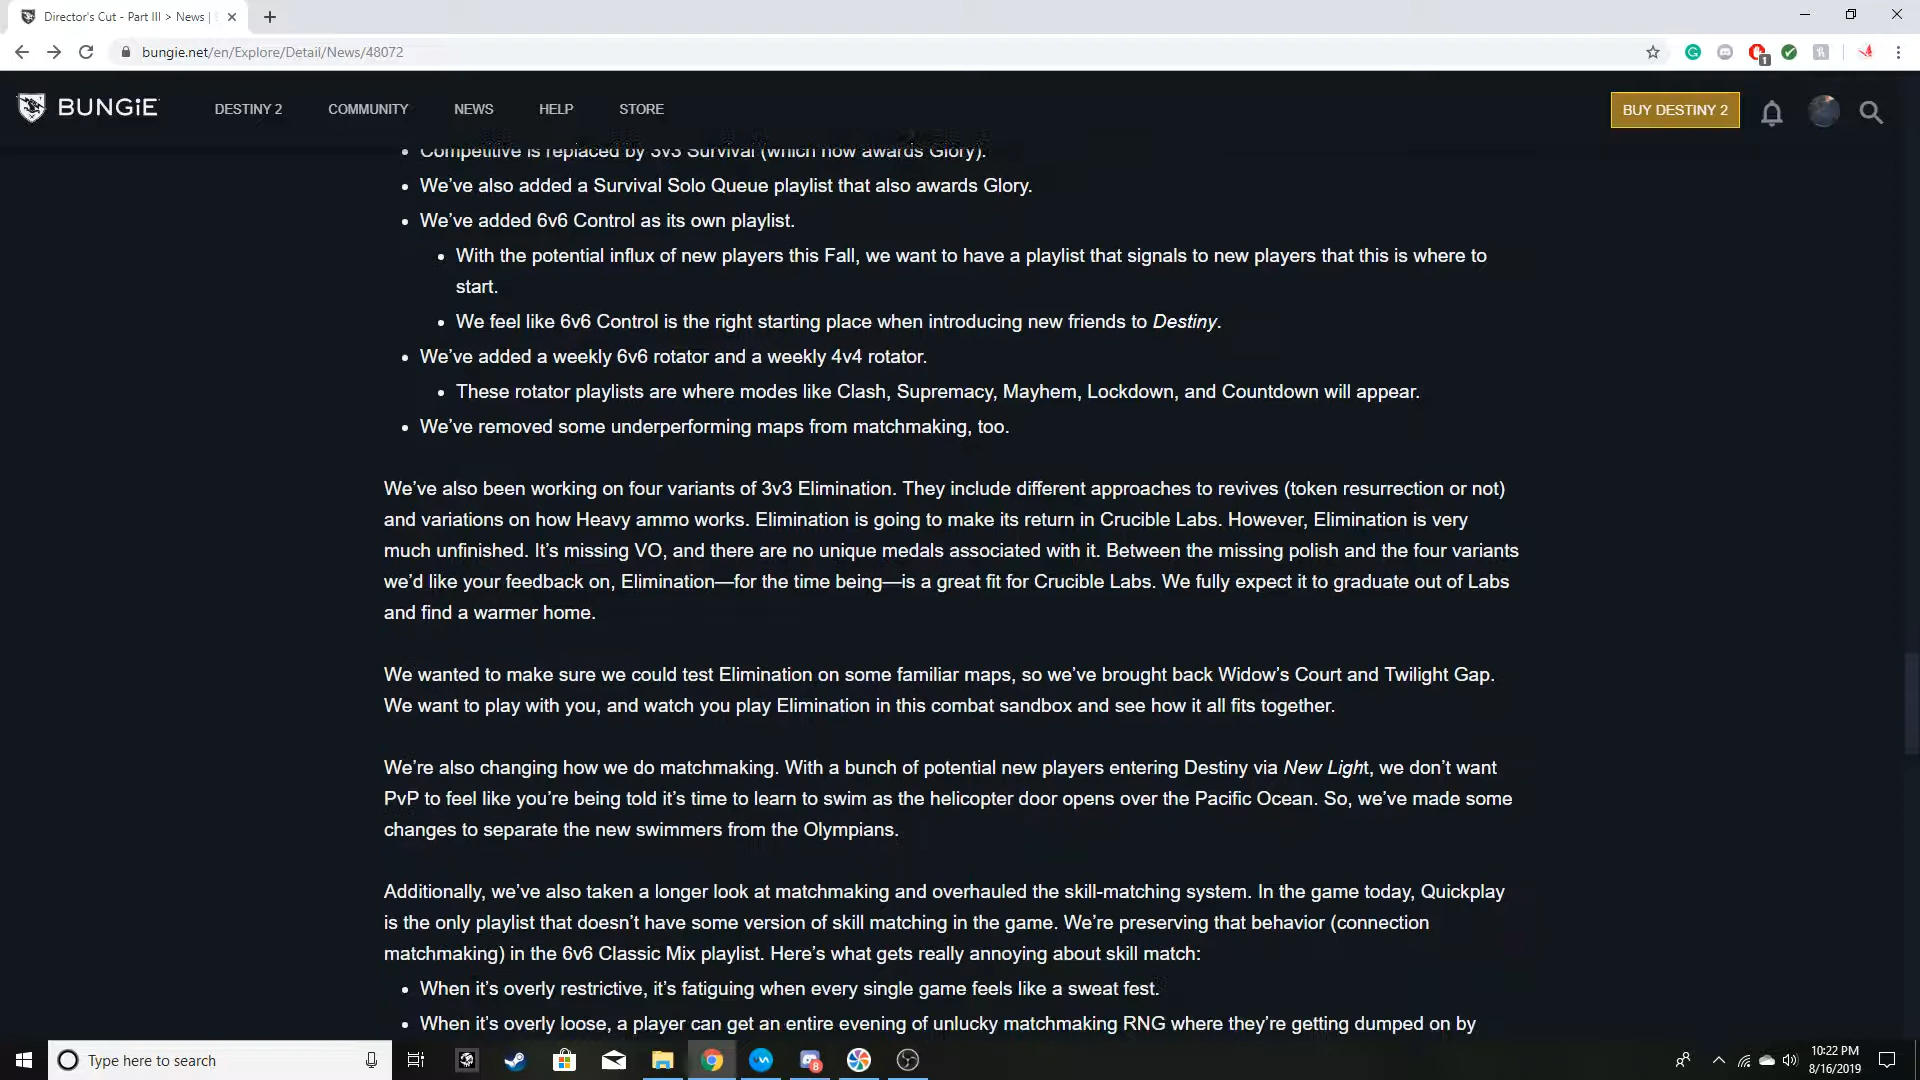 Director's Cut - Part III > News |
bungie.net/en/Explore/Detail/News/48072
1
BUNGiE
DESTINY 2
COMMUNITY
NEWS
HELP
STORE
BUY DESTINY 2
• Competitive is replaced by 3v3 Survival (which now awards Glory).
• We’ve also added a Survival Solo Queue playlist that also awards Glory.
• We’ve added 6v6 Control as its own playlist.
• With the potential influx of new players this Fall, we want to have a playlist that signals to new players that this is where to
start.
• We feel like 6v6 Control is the right starting place when introducing new friends to Destiny.
• We’ve added a weekly 6v6 rotator and a weekly 4v4 rotator.
• These rotator playlists are where modes like Clash, Supremacy, Mayhem, Lockdown, and Countdown will appear.
• We’ve removed some underperforming maps from matchmaking, too.
We’ve also been working on four variants of 3v3 Elimination. They include different approaches to revives (token resurrection or not)
and variations on how Heavy ammo works. Elimination is going to make its return in Crucible Labs. However, Elimination is very
much unfinished. It’s missing VO, and there are no unique medals associated with it. Between the missing polish and the four variants
we’d like your feedback on, Elimination—for the time being—is a great fit for Crucible Labs. We fully expect it to graduate out of Labs
and find a warmer home.
We wanted to make sure we could test Elimination on some familiar maps, so we’ve brought back Widow’s Court and Twilight Gap.
We want to play with you, and watch you play Elimination in this combat sandbox and see how it all fits together.
We’re also changing how we do matchmaking. With a bunch of potential new players entering Destiny via New Light, we don’t want
PvP to feel like you’re being told it’s time to learn to swim as the helicopter door opens over the Pacific Ocean. So, we’ve made some
changes to separate the new swimmers from the Olympians.
Additionally, we’ve also taken a longer look at matchmaking and overhauled the skill-matching system. In the game today, Quickplay
is the only playlist that doesn’t have some version of skill matching in the game. We’re preserving that behavior (connection
matchmaking) in the 6v6 Classic Mix playlist. Here’s what gets really annoying about skill match:
• When it’s overly restrictive, it’s fatiguing when every single game feels like a sweat fest.
• When it’s overly loose, a player can get an entire evening of unlucky matchmaking RNG where they’re getting dumped on by
Type here to search
8
10:22 PM
8/16/2019